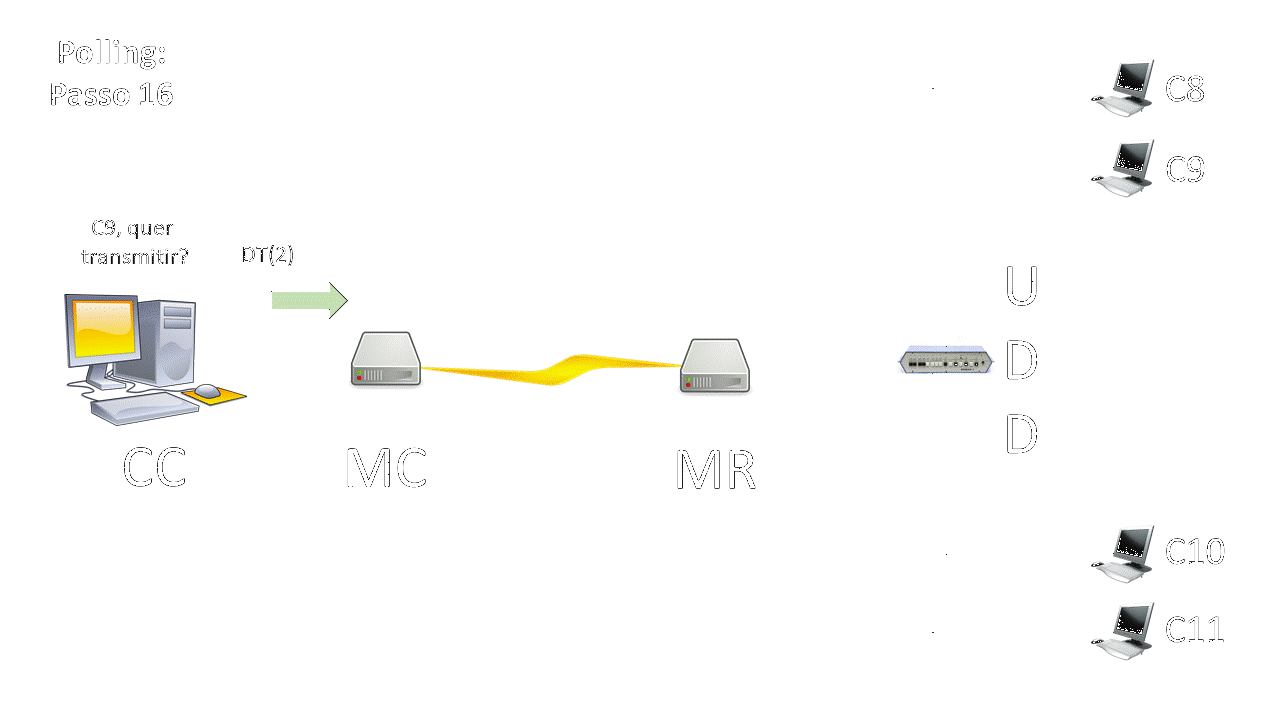 Polling:
Passo 16
C8
C9
C9, quer
transmitir?
DT(2)
U
D
D
CC
MC
MR
C10
C11